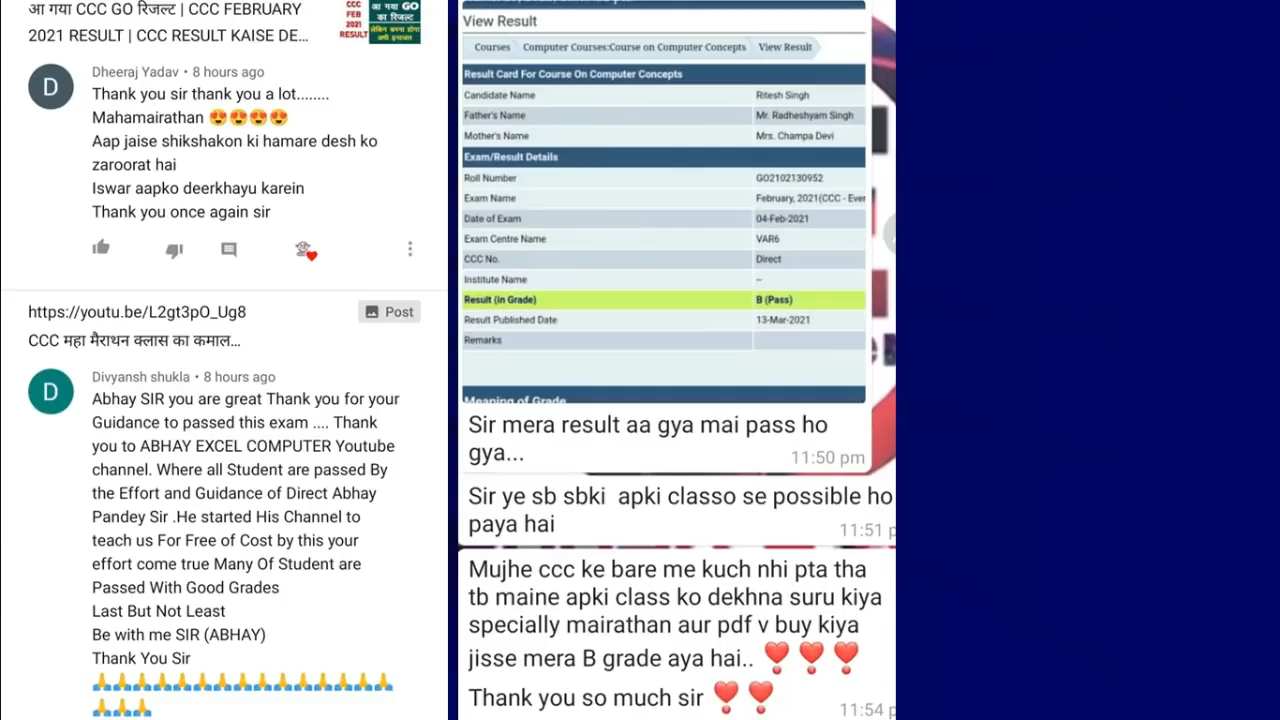 आ गया CCC GO रिजल्ट | CCC FEBRUARY
2021 RESULT | CCC RESULT KAISE DE...
CCC
FEB
2021
RESULT
आ गया GO
का रिजल्ट
लेकिन करना होगा
अभी इन्तजार
Dheeraj Yadav • 8 hours ago
Thank you sir thank you a lot........
Mahamairathan 😍😍😍😍
Aap jaise shikshakon ki hamare desh ko
zaroorat hai
Iswar aapko deerkhayu karein
Thank you once again sir
https://youtu.be/L2gt3pO_Ug8
Post
CCC महा मैराथन क्लास का कमाल...
Divyansh shukla • 8 hours ago
Abhay SIR you are great Thank you for your
Guidance to passed this exam .... Thank
you to ABHAY EXCEL COMPUTER Youtube
channel. Where all Student are passed By
the Effort and Guidance of Direct Abhay
Pandey Sir .He started His Channel to
teach us For Free of Cost by this your
effort come true Many Of Student are
Passed With Good Grades
Last But Not Least
Be with me SIR (ABHAY)
Thank You Sir
🙏🙏🙏🙏🙏🙏🙏🙏🙏🙏🙏🙏🙏🙏🙏
🙏🙏🙏
View Result
Courses Computer Courses:Course on Computer Concepts View Result
Result Card For Course On Computer Concepts
Candidate Name Ritesh Singh
Father's Name Mr. Radheshyam Singh
Mother's Name Mrs. Champa Devi
Exam/Result Details
Roll Number GO2102130952
Exam Name February, 2021(CCC - Ever
Date of Exam 04-Feb-2021
Exam Centre Name VAR6
CCC No. Direct
Institute Name --
Result (in Grade) B (Pass)
Result Published Date 13-Mar-2021
Remarks
Meaning of Grade
Sir mera result aa gya mai pass ho
gya... 11:50 pm
Sir ye sb sbki apki classo se possible ho
paya hai 11:51 p
Mujhe ccc ke bare me kuch nhi pta tha
tb maine apki class ko dekhna suru kiya
specially mairathan aur pdf v buy kiya
jisse mera B grade aya hai.. ❣️❣️❣️
Thank you so much sir ❣️❣️ 11:54 p